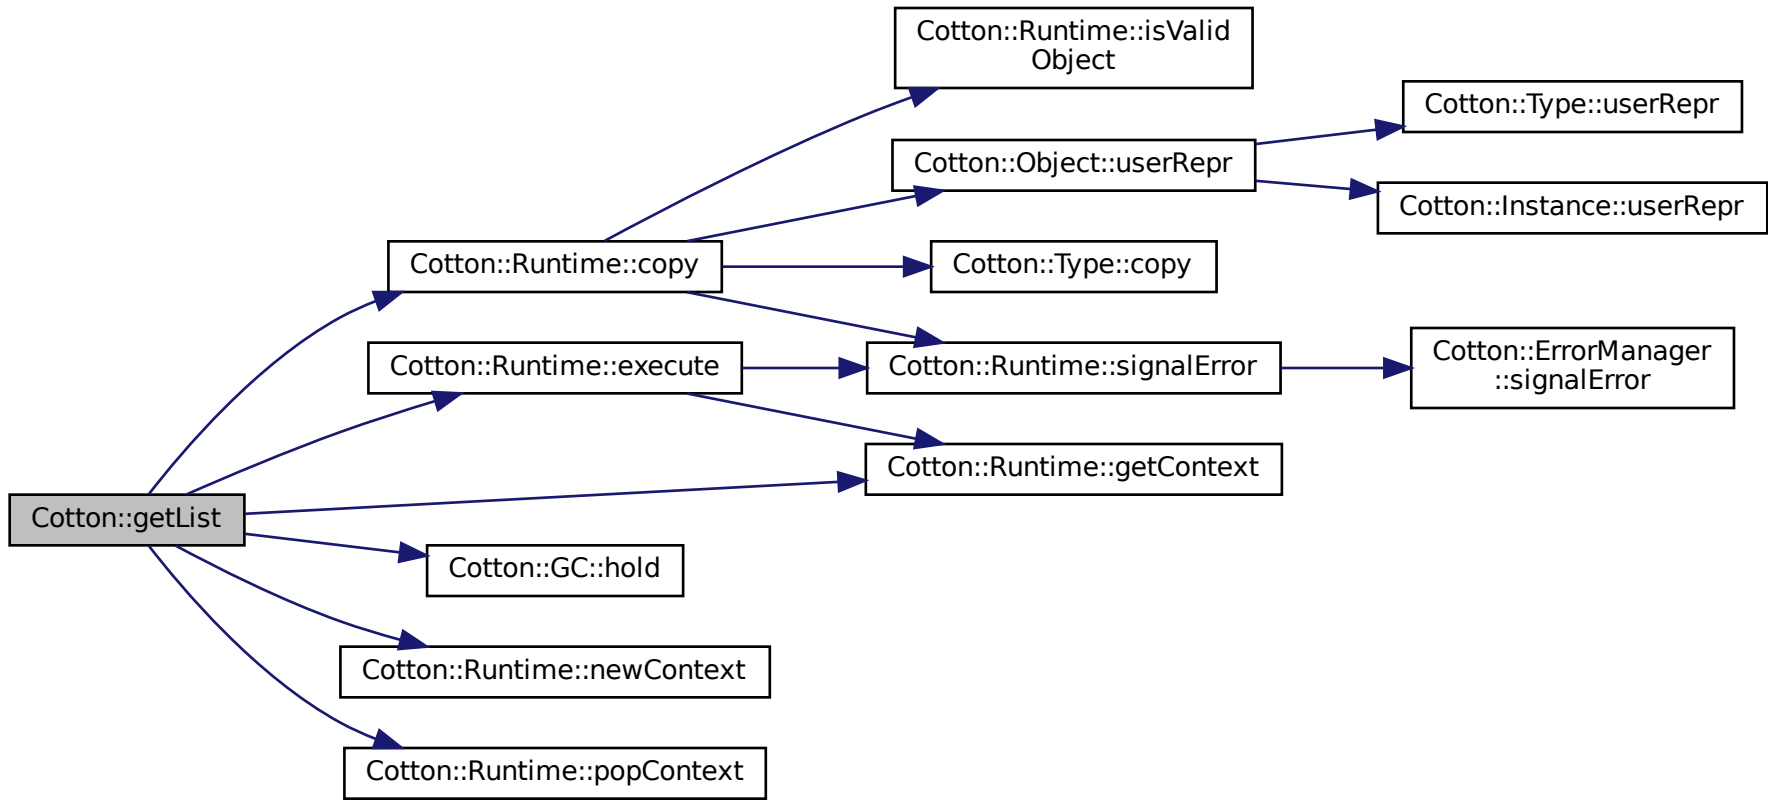 Cotton::Runtime::isValid
Object
Cotton::Type::userRepr
Cotton::Object::userRepr
Cotton::Instance::userRepr
Cotton::Runtime::copy
Cotton::Type::copy
Cotton::Runtime::execute
Cotton::Runtime::signalError
Cotton::ErrorManager
::signalError
Cotton::Runtime::getContext
Cotton::getList
Cotton::GC::hold
Cotton::Runtime::newContext
Cotton::Runtime::popContext